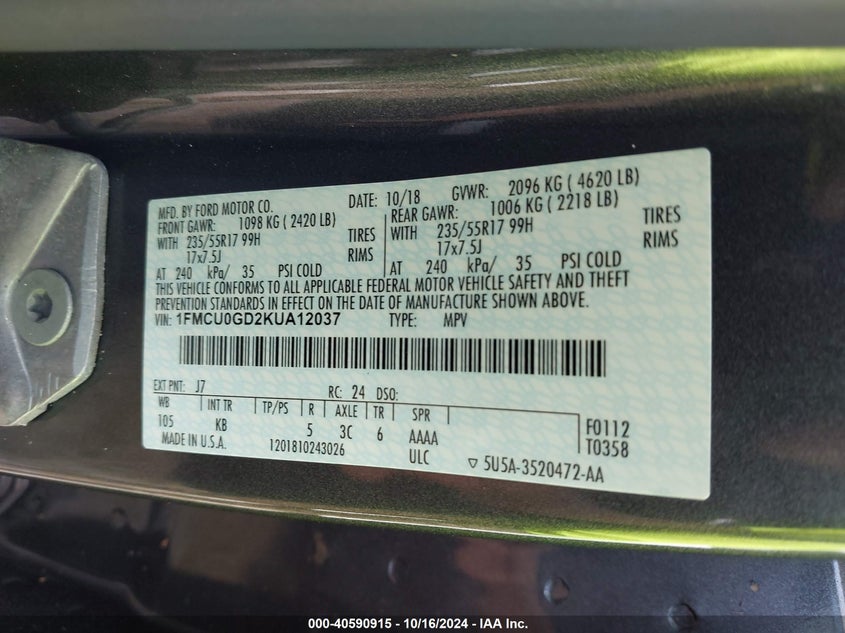 MFD. BY FORD MOTOR CO. DATE: 10/18 GVWR: 2096 KG ( 4620 LB)
FRONT GAWR: 1098 KG ( 2420 LB) REAR GAWR: 1006 KG ( 2218 LB)
WITH 235/55R17 99H TIRES WITH 235/55R17 99H TIRES
17x7.5J RIMS 17x7.5J RIMS
AT 240 kPa/ 35 PSI COLD AT 240 kPa/ 35 PSI COLD
THIS VEHICLE CONFORMS TO ALL APPLICABLE FEDERAL MOTOR VEHICLE SAFETY AND THEFT
PREVENTION STANDARDS IN EFFECT ON THE DATE OF MANUFACTURE SHOWN ABOVE.
VIN: 1FMCU0GD2KUA12037 TYPE: MPV
EXT PNT: J7 RC: 24 DSO:
WB INT TR TP/PS R AXLE TR SPR
105 KB 5 3C 6 AAAA F0112
MADE IN U.S.A. 1201810243026 ULC T0358
▽ 5U5A-3520472-AA
000-40590915 - 10/16/2024 - IAA Inc.